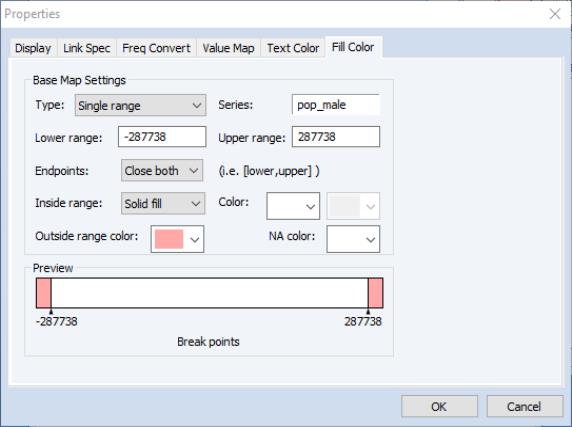 Properties
Display Link Spec Freq Convert Value Map Text Color Fill Color
Base Map Settings
Type: Single range Series: pop_male
Lower range: -287738 Upper range: 287738
Endpoints: Close both (i.e. [lower,upper] )
Inside range: Solid fill Color:
Outside range color: NA color:
Preview
-287738 287738
Break points
OK Cancel